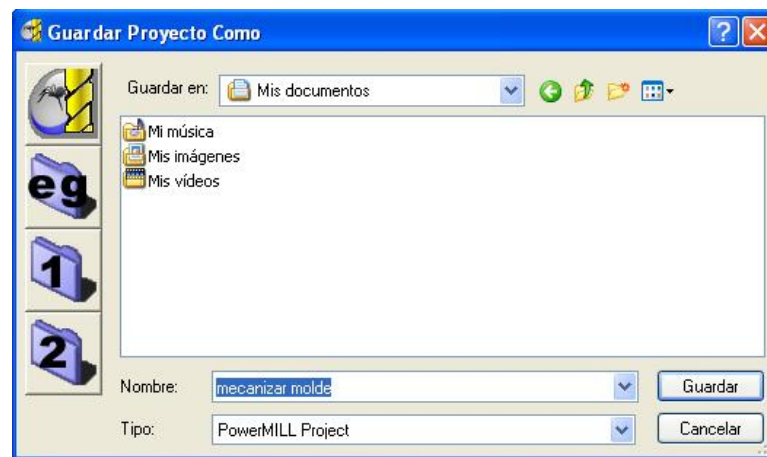 Guardar Proyecto Como
Guardar en: Mis documentos
Mi música
Mis imágenes
Mis vídeos
eg
1
2
Nombre: mecanizar molde Guardar
Tipo: PowerMILL Project Cancelar